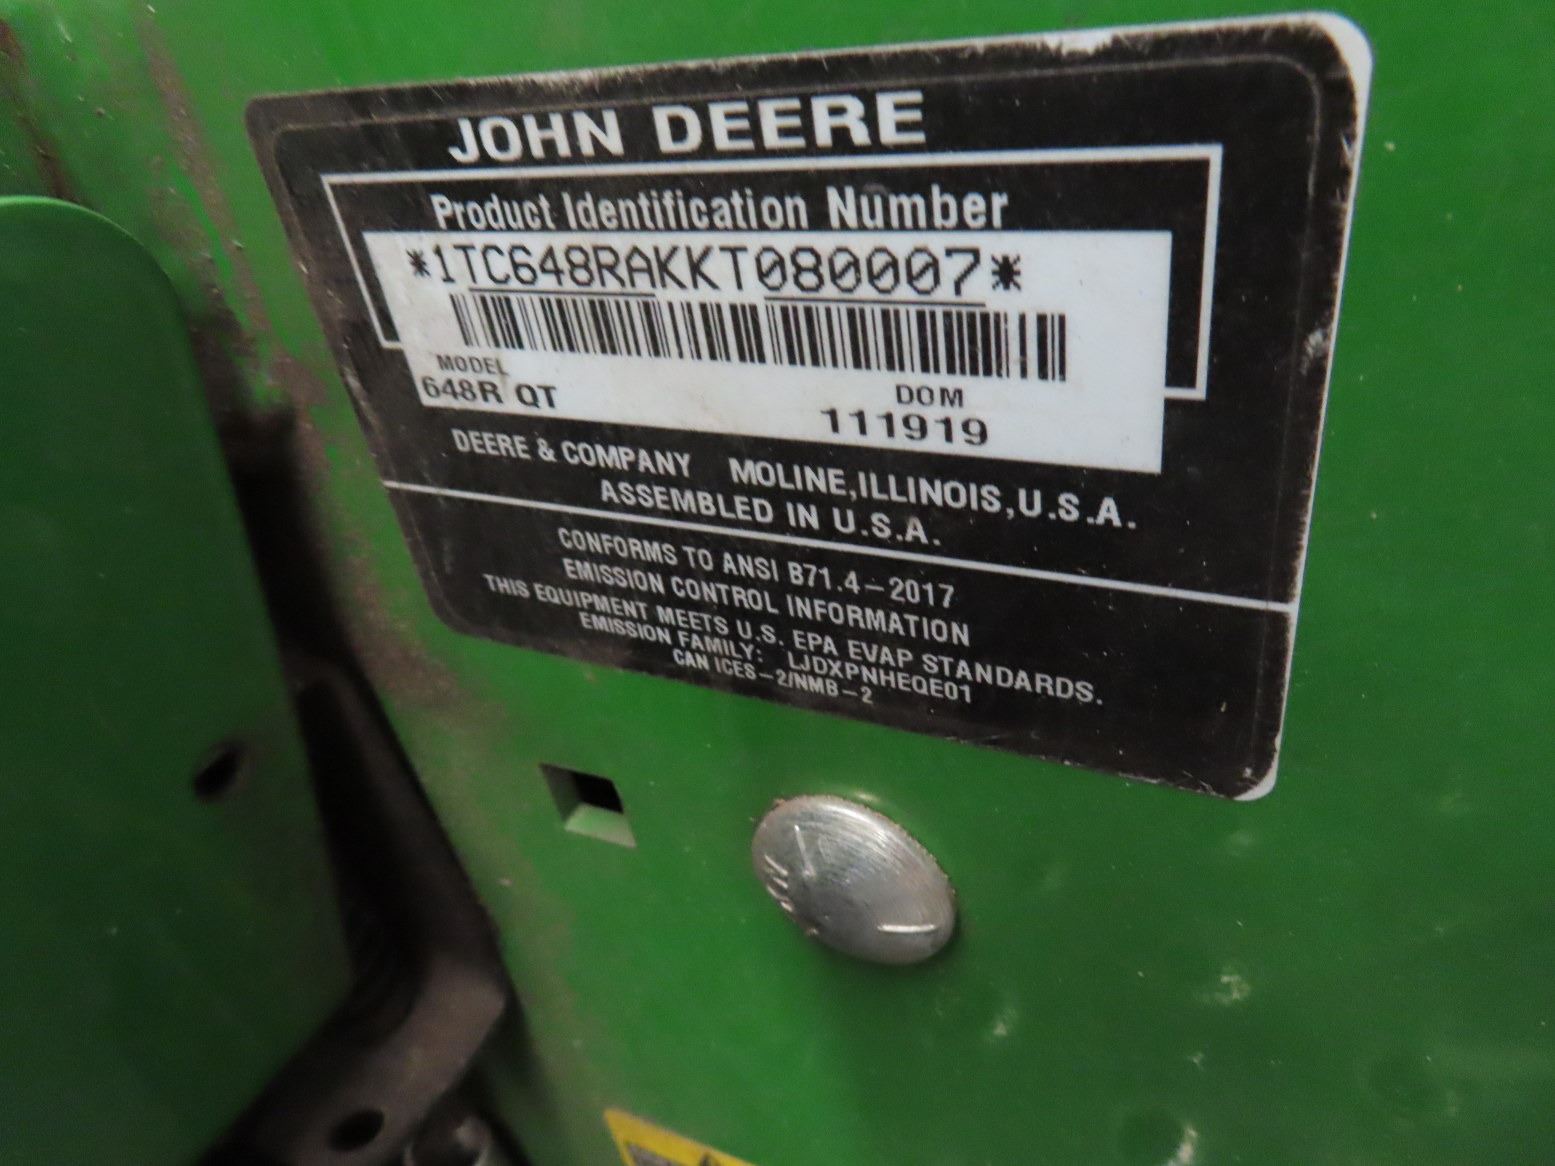 JOHN DEERE
Product Identification Number
*1TC648RAKKT080007*
MODEL
648R QT
DOM
111919
DEERE & COMPANY MOLINE, ILLINOIS, U.S.A.
ASSEMBLED IN U.S.A.
CONFORMS TO ANSI B71.4-2017
EMISSION CONTROL INFORMATION
THIS EQUIPMENT MEETS U.S. EPA EVAP STANDARDS.
EMISSION FAMILY: LJDXPNHEQE01
CAN ICES-2/NMB-2